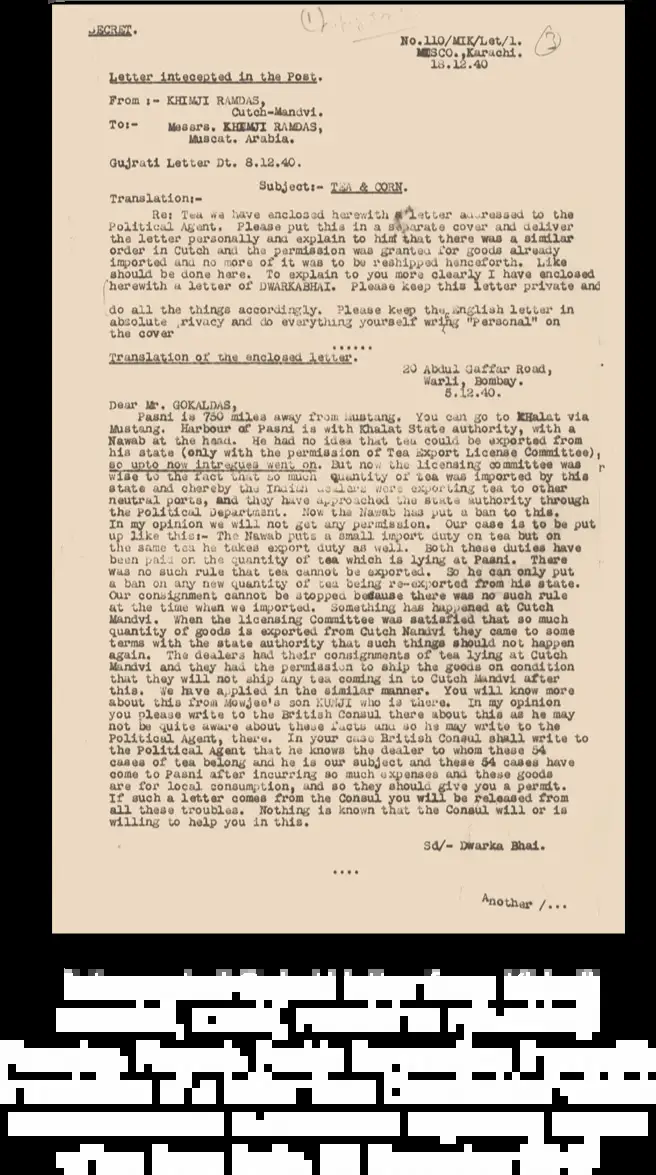 SECRET.
(1)
No.110/MIK/Let/1.
MESCO.,Karachi.
18.12.40
(3)
Letter intecepted in the Post.
From :- KHIMJI RAMDAS,
Cutch-Mandvi.
To:- Messrs. KHEMJI RAMDAS,
Muscat. Arabia.
Gujrati Letter Dt. 8.12.40.
Subject:- TEA & CORN.
Translation:-
Re: Tea we have enclosed herewith a letter addressed to the
Political Agent. Please put this in a separate cover and deliver
the letter personally and explain to him that there was a similar
order in Cutch and the permission was granted for goods already
imported and no more of it was to be reshipped henceforth. Like
should be done here. To explain to you more clearly I have enclosed
herewith a letter of DWARKABHAI. Please keep this letter private and
do all the things accordingly. Please keep the English letter in
absolute privacy and do everything yourself wring "Personal" on
the cover
......
Translation of the enclosed letter.
20 Abdul Gaffar Road,
Warli, Bombay.
5.12.40.
Dear Mr. GOKALDAS,
Pasni is 750 miles away from Mustang. You can go to KHalat via
Mustang. Harbour of Pasni is with Khalat State authority, with a
Nawab at the head. He had no idea that tea could be exported from
his state (only with the permission of Tea Export License Committee),
so upto now intregues went on. But now the licensing committee was
wise to the fact that so much quantity of tea was imported by this
state and chereby the Indian dealers were exporting tea to other
neutral ports, and they have approached the state authority through
the Political Department. Now the Nawab has put a ban to this.
In my opinion we will not get any permission. Our case is to be put
up like this:- The Nawab puts a small import duty on tea but on
the same tea he takes export duty as well. Both these duties have
been paid on the quantity of tea which is lying at Pasni. There
was no such rule that tea cannot be exported. So he can only put
a ban on any new quantity of tea being re-exported from his state.
Our consignment cannot be stopped because there was no such rule
at the time when we imported. Something has happened at Cutch
Mandvi. When the licensing Committee was satisfied that so much
quantity of goods is exported from Cutch Nandvi they came to some
terms with the state authority that such things should not happen
again. The dealers had their consignments of tea lying at Cutch
Mandvi and they had the permission to ship the goods on condition
that they will not ship any tea coming in to Cutch Mandvi after
this. We have applied in the similar manner. You will know more
about this from Mowjee's son KUMJI who is there. In my opinion
you please write to the British Consul there about this as he may
not be quite aware about these facts and so he may write to the
Political Agent, there. In your case British Consul shall write to
the Political Agent that he knows the dealer to whom these 54
cases of tea belong and he is our subject and these 54 cases have
come to Pasni after incurring so much expenses and these goods
are for local consumption, and so they should give you a permit.
If such a letter comes from the Consul you will be released from
all these troubles. Nothing is known that the Consul will or is
willing to help you in this.
Sd/- Dwarka Bhai.
....
Another /...